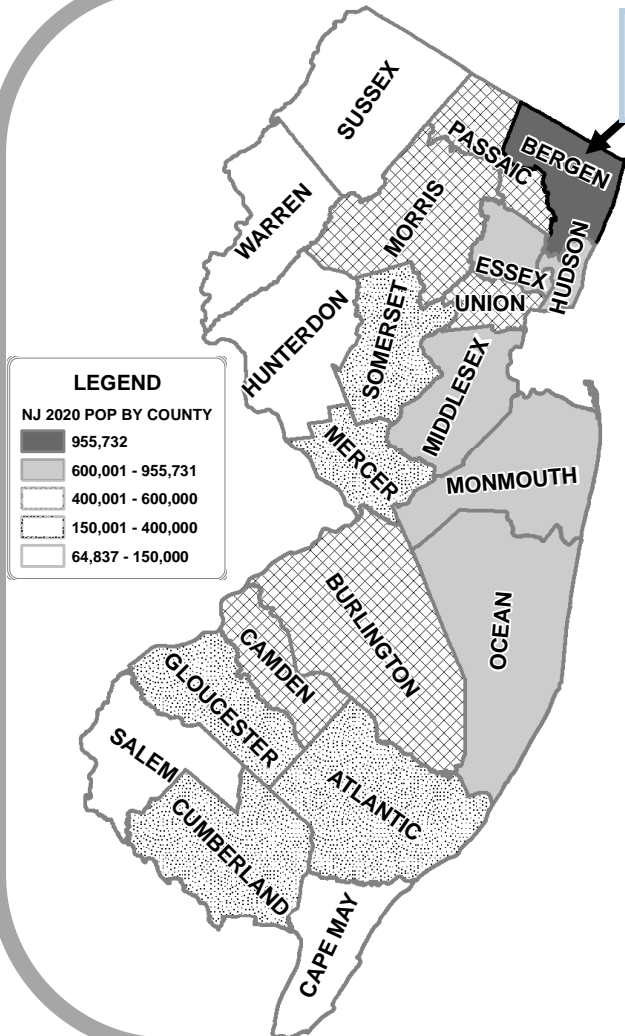 SUSSEX
PASSAIC
BERGEN
WARREN
MORRIS
ESSEX
HUDSON
UNION
HUNTERDON
SOMERSET
MIDDLESEX
MERCER
MONMOUTH
LEGEND
NJ 2020 POP BY COUNTY
955,732
600,001 - 955,731
400,001 - 600,000
150,001 - 400,000
64,837 - 150,000
BURLINGTON
OCEAN
CAMDEN
GLOUCESTER
SALEM
ATLANTIC
CUMBERLAND
CAPE MAY